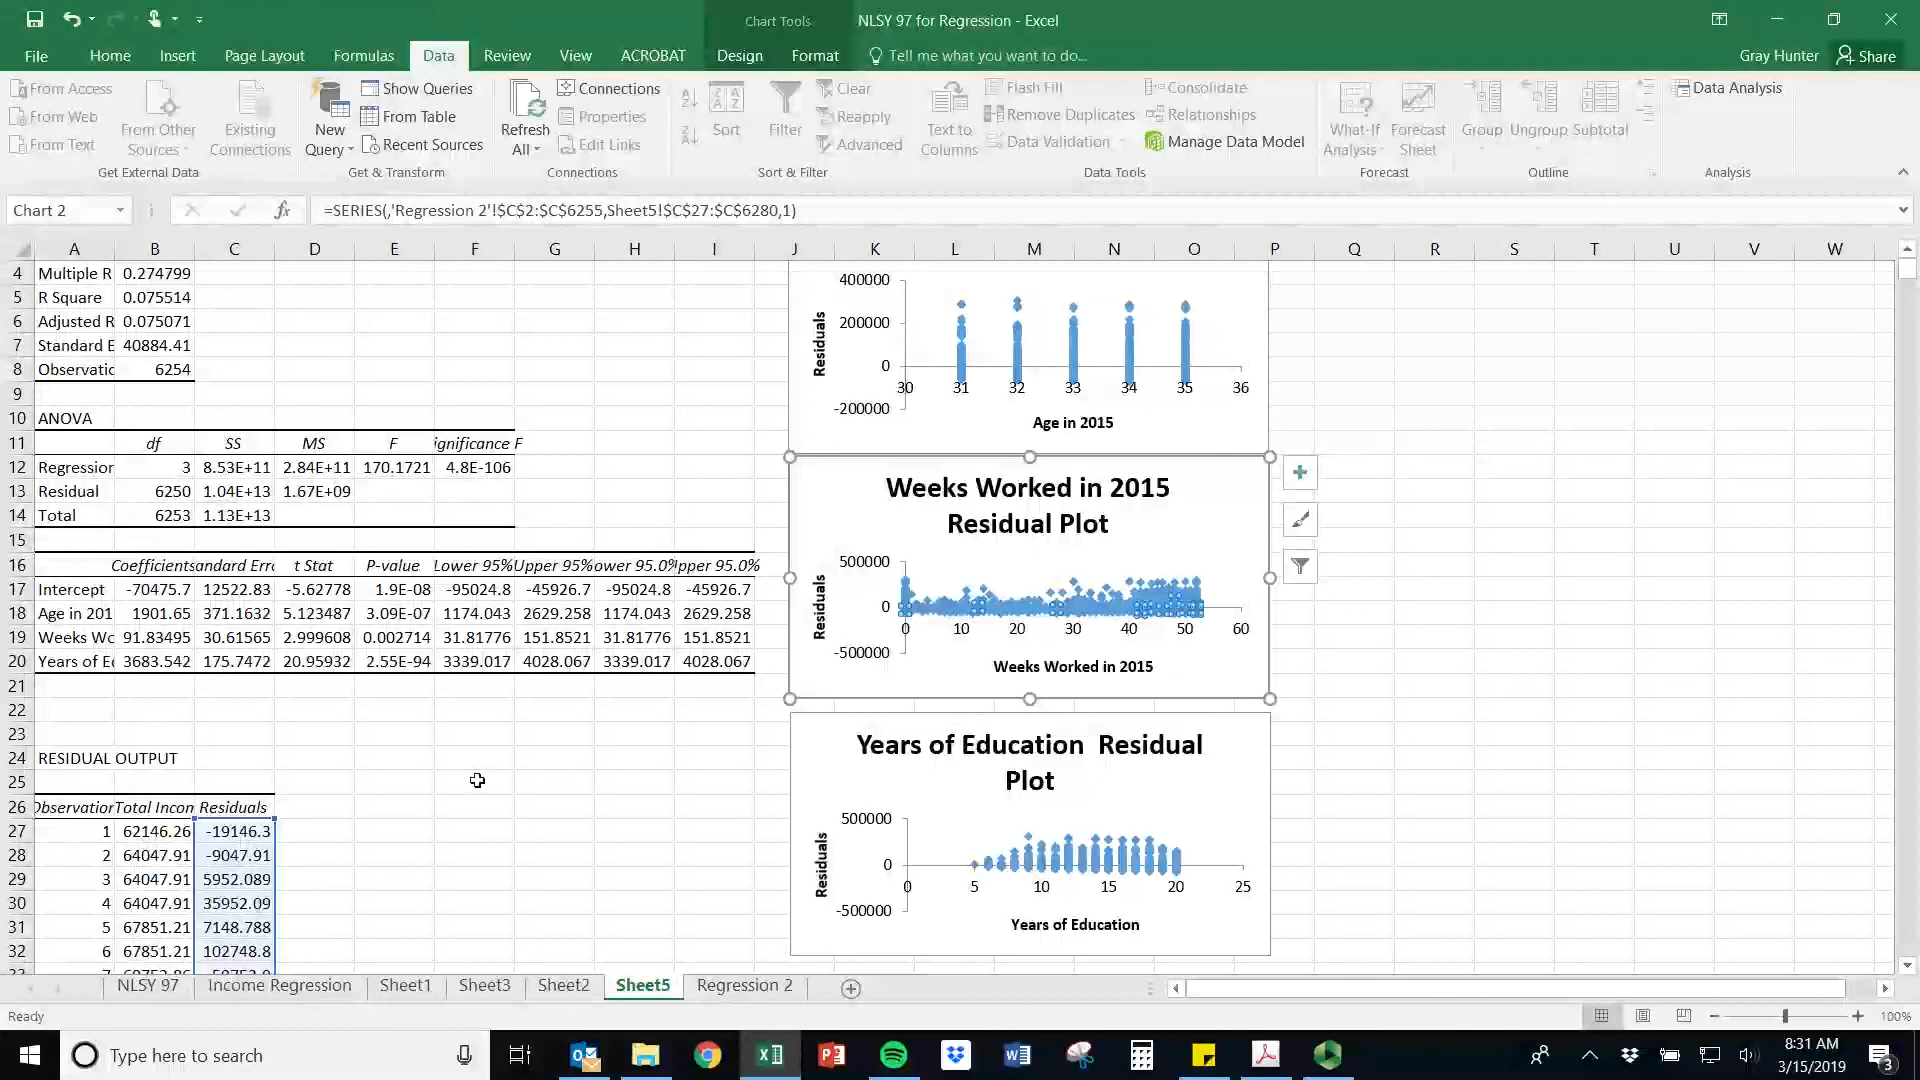 Chart Tools
NLSY 97 for Regression - Excel
File Home Insert Page Layout Formulas Data Review View ACROBAT Design Format Tell me what you want to do... Gray Hunter Share
From Access
From Web
From Text
From Other Sources
Existing Connections
Get External Data
New Query
Show Queries
From Table
Recent Sources
Get & Transform
Refresh All
Connections
Properties
Edit Links
Connections
Sort
Filter
Clear
Reapply
Advanced
Sort & Filter
Text to Columns
Flash Fill
Remove Duplicates
Data Validation
Consolidate
Relationships
Manage Data Model
Data Tools
What-If Analysis
Forecast Sheet
Forecast
Group
Ungroup
Subtotal
Outline
Data Analysis
Analysis
Chart 2
fx
=SERIES(,'Regression 2'!$C$2:$C$6255,Sheet5!$C$27:$C$6280,1)
A B C D E F G H I J K L M N O P Q R S T U V W
4 Multiple R 0.274799
5 R Square 0.075514
6 Adjusted R 0.075071
7 Standard E 40884.41
8 Observatio 6254
9
10 ANOVA
11 df SS MS F ignificance F
12 Regression 3 8.53E+11 2.84E+11 170.1721 4.8E-106
13 Residual 6250 1.04E+13 1.67E+09
14 Total 6253 1.13E+13
15
16 Coefficients andard Erro t Stat P-value Lower 95% Upper 95% ower 95.0% pper 95.0%
17 Intercept -70475.7 12522.83 -5.62778 1.9E-08 -95024.8 -45926.7 -95024.8 -45926.7
18 Age in 201 1901.65 371.1632 5.123487 3.09E-07 1174.043 2629.258 1174.043 2629.258
19 Weeks Wo 91.83495 30.61565 2.999608 0.002714 31.81776 151.8521 31.81776 151.8521
20 Years of Ed 3683.542 175.7472 20.95932 2.55E-94 3339.017 4028.067 3339.017 4028.067
21
22
23
24 RESIDUAL OUTPUT
25
26 Observation Total Incom Residuals
27 1 62146.26 -19146.3
28 2 64047.91 -9047.91
29 3 64047.91 5952.089
30 4 64047.91 35952.09
31 5 67851.21 7148.788
32 6 67851.21 102748.8
400000
200000
0
-200000
Residuals
30 31 32 33 34 35 36
Age in 2015
Weeks Worked in 2015
Residual Plot
500000
0
-500000
Residuals
0 10 20 30 40 50 60
Weeks Worked in 2015
Years of Education Residual
Plot
500000
0
-500000
Residuals
0 5 10 15 20 25
Years of Education
NLSY 97 Income Regression Sheet1 Sheet3 Sheet2 Sheet5 Regression 2
Ready
100%
Type here to search
8:31 AM
3/15/2019
3